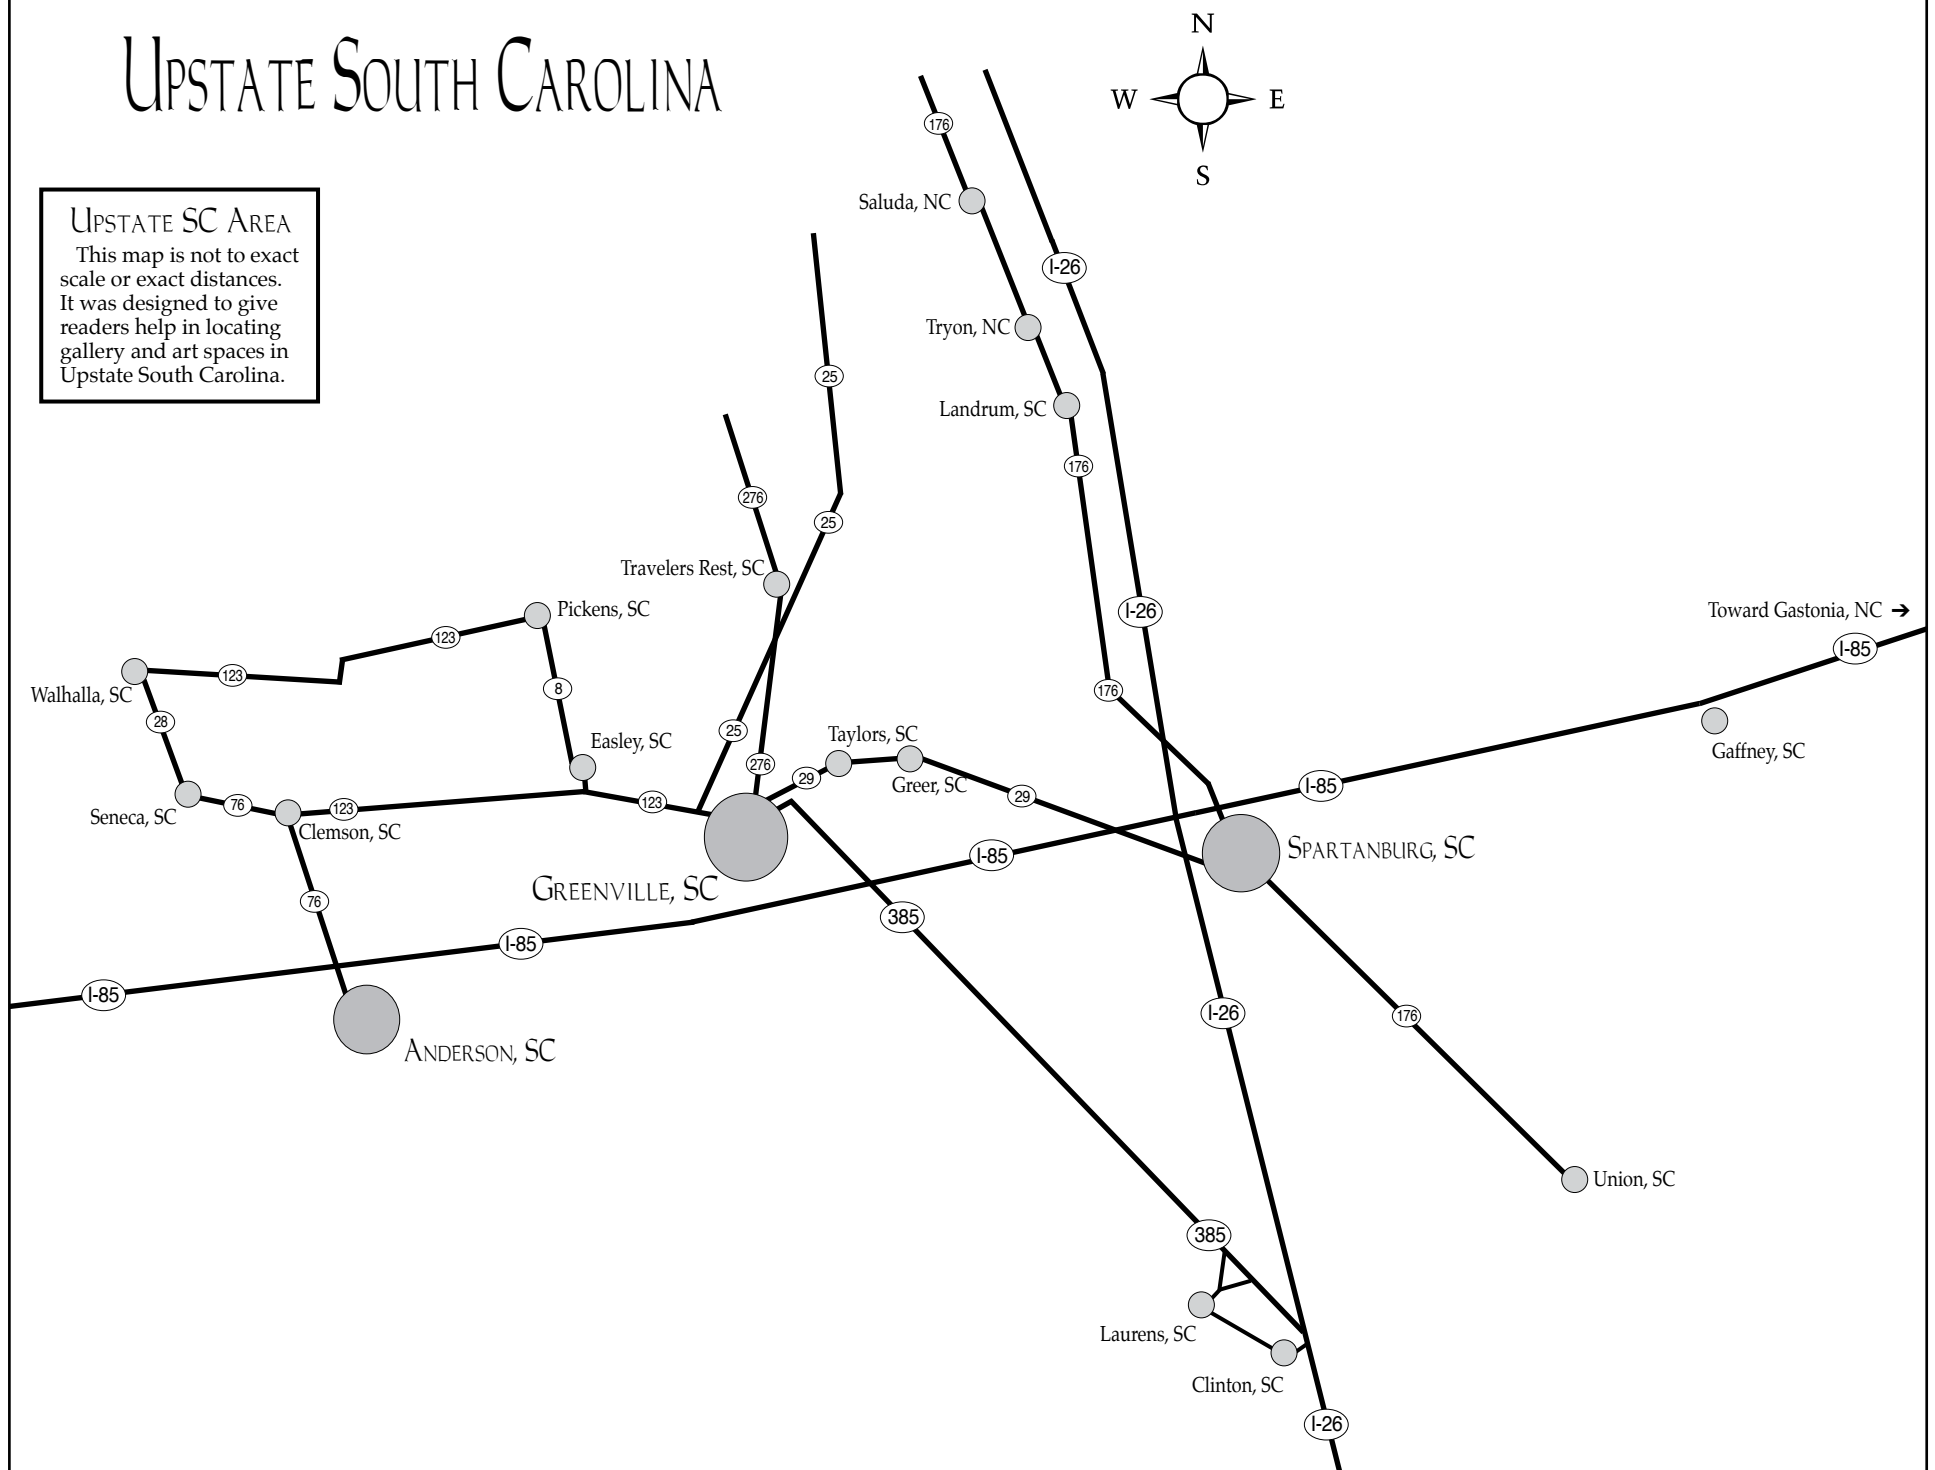 UPSTATE SOUTH CAROLINA
N
W E
S
176
Saluda, NC
UPSTATE SC AREA
This map is not to exact
scale or exact distances.
It was designed to give
readers help in locating
gallery and art spaces in
Upstate South Carolina.
I-26
Tryon, NC
25
Landrum, SC
176
276
25
Travelers Rest, SC
Pickens, SC
I-26
Toward Gastonia, NC ➔
123
I-85
123
Walhalla, SC
8
176
28
25
Taylors, SC
Easley, SC
Gaffney, SC
276
29
Greer, SC
I-85
29
76
123
123
Seneca, SC
Clemson, SC
SPARTANBURG, SC
I-85
GREENVILLE, SC
76
385
I-85
I-85
I-26
176
ANDERSON, SC
Union, SC
385
Laurens, SC
Clinton, SC
I-26